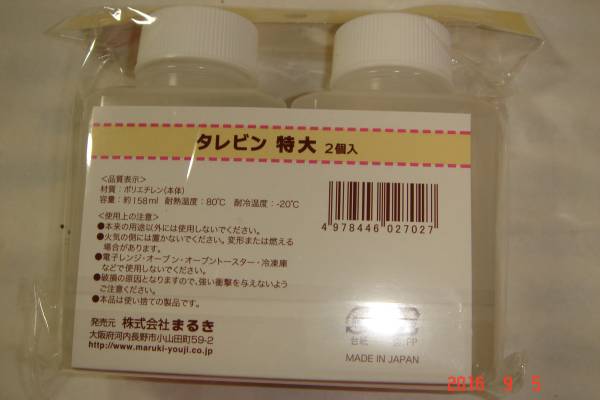 タレビン 特大 2個入
<品質表示>
材質:ポリエチレン(本体)
容量:約158ml 耐熱温度:80℃ 耐冷温度:-20℃
<使用上の注意>
●本来の用途以外には使用しないでください。
●火気の側には置かないでください。変形または燃える
場合があります。
●電子レンジ・オーブン・オーブントースター・冷凍庫
などで使用しないでください。
●破損の原因となりますので、強い衝撃を与えないよう
ご注意ください。
●本品は使い捨ての製品です。
4 978446 027027
発売元 株式会社まるき
大阪府河内長野市小山田町59-2
http://www.maruki-youji.co.jp
台紙 PP
MADE IN JAPAN
2016 9 5